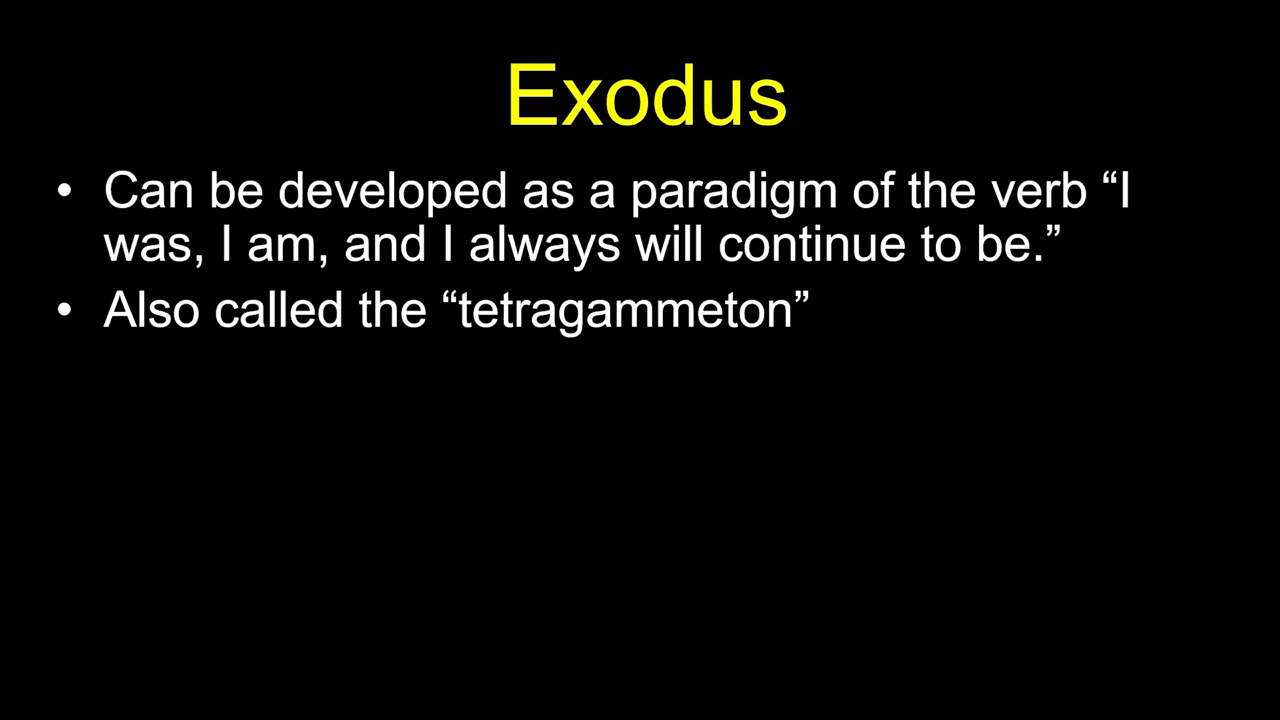 Exodus
• Can be developed as a paradigm of the verb “I
was, I am, and I always will continue to be.”
• Also called the “tetragammeton”